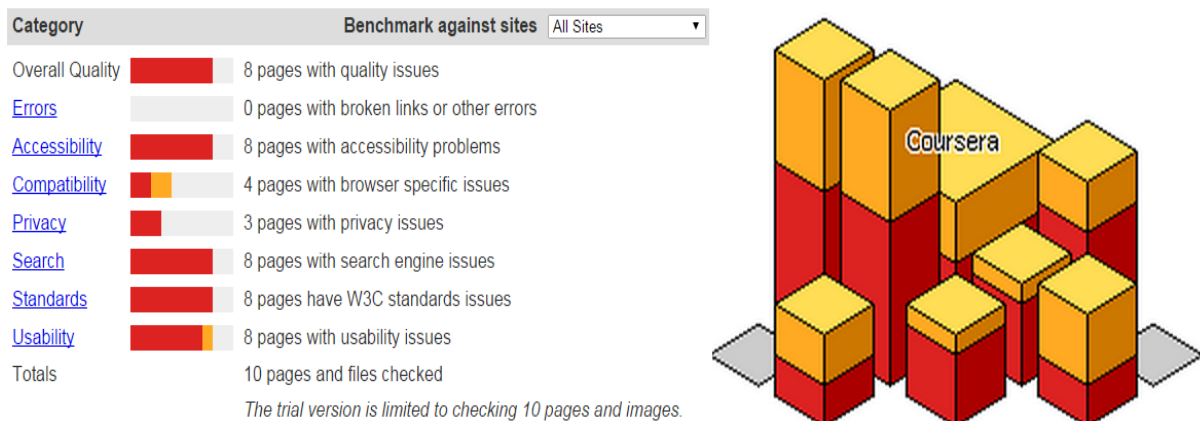 Category Benchmark against sites All Sites
Overall Quality 8 pages with quality issues
Errors 0 pages with broken links or other errors
Accessibility 8 pages with accessibility problems
Compatibility 4 pages with browser specific issues
Privacy 3 pages with privacy issues
Search 8 pages with search engine issues
Standards 8 pages have W3C standards issues
Usability 8 pages with usability issues
Totals 10 pages and files checked
The trial version is limited to checking 10 pages and images.
Coursera